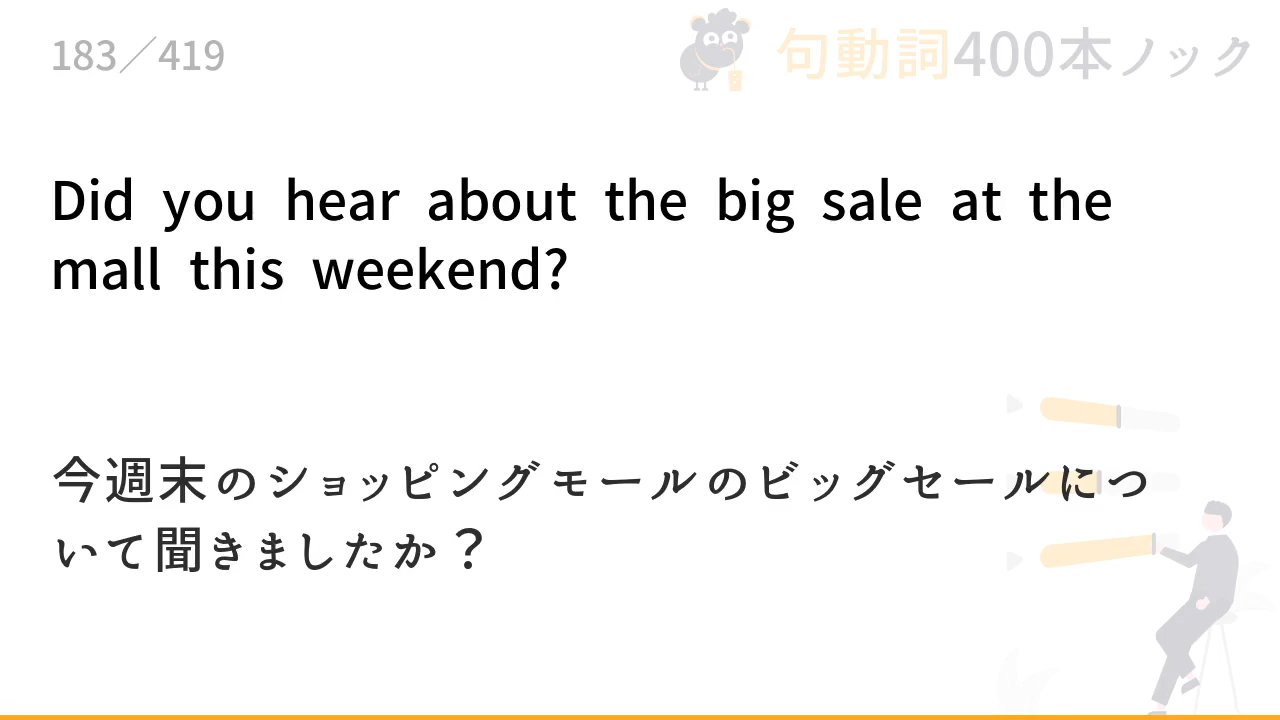 183／419
句動詞400本ノック
Did you hear about the big sale at the
mall this weekend?
今週末のショッピングモールのビッグセールにつ
いて聞きましたか？